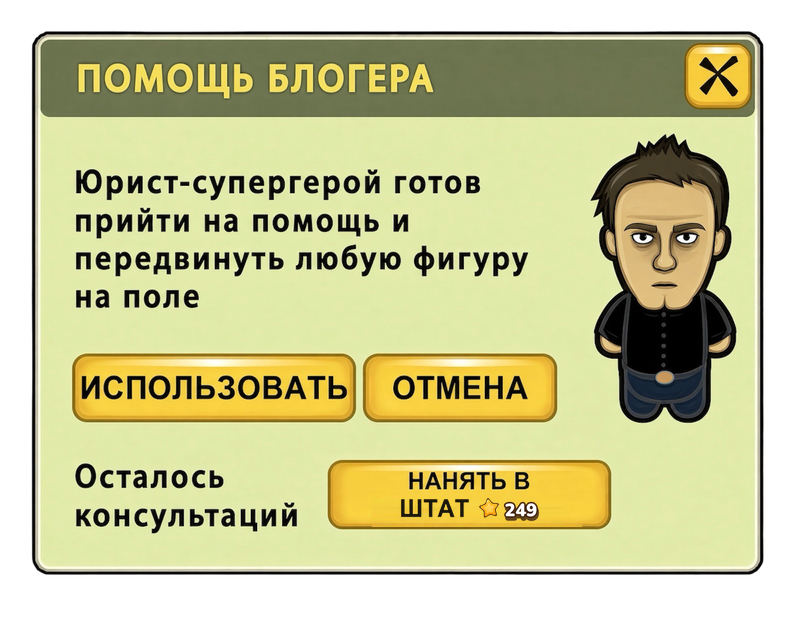 ПОМОЩЬ БЛОГЕРА
Юрист-супергерой готов
прийти на помощь и
передвинуть любую фигуру
на поле
ИСПОЛЬЗОВАТЬ
ОТМЕНА
Осталось
консультаций
НАНЯТЬ В
ШТАТ 249